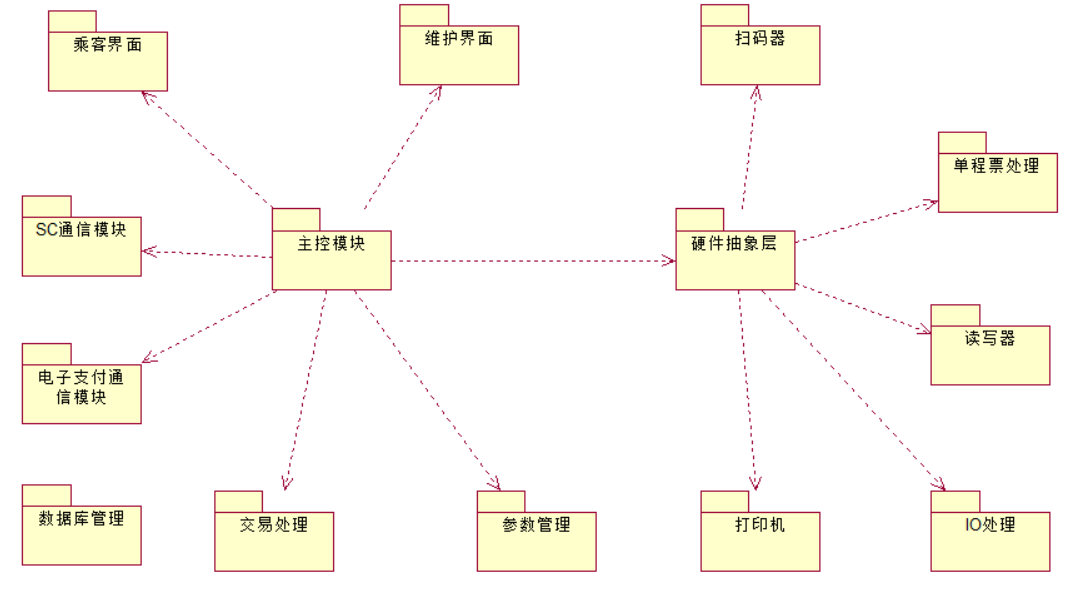 乘客界面
维护界面
扫码器
单程票处理
SC通信模块
主控模块
硬件抽象层
读写器
电子支付通
信模块
数据库管理
交易处理
参数管理
打印机
IO处理